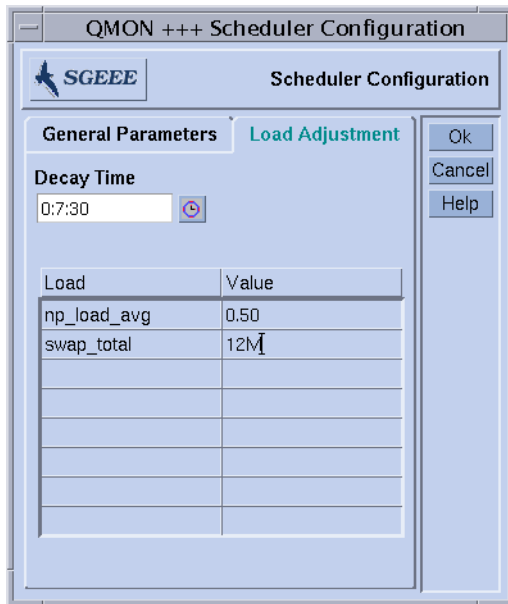 QMON +++ Scheduler Configuration
SGEEE
Scheduler Configuration
General Parameters
Load Adjustment
Ok
Cancel
Help
Decay Time
0:7:30
Load
Value
np_load_avg
0.50
swap_total
12M